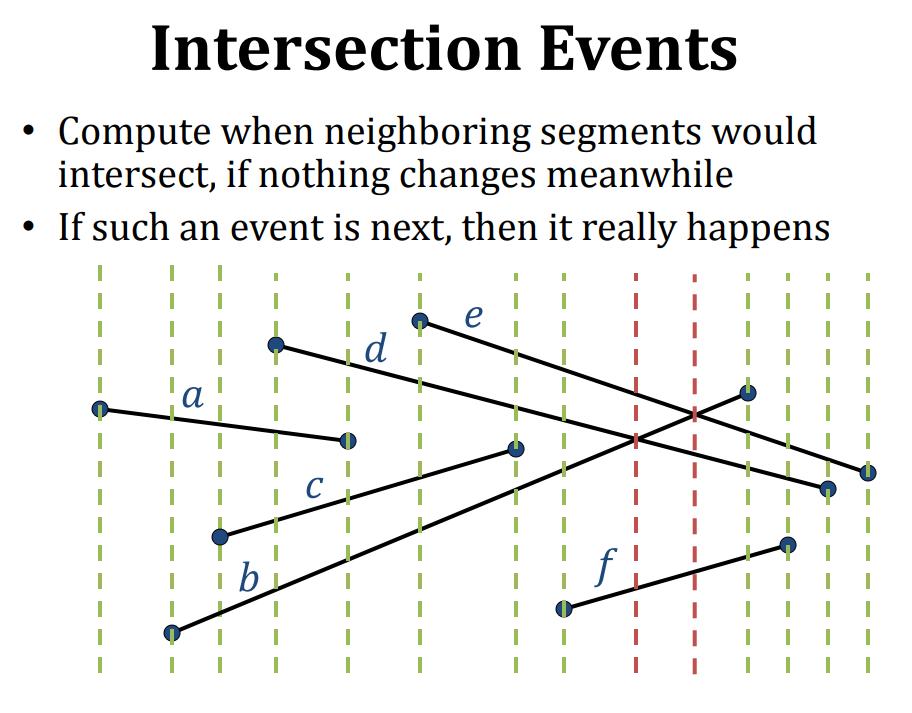 Intersection Events
• Compute when neighboring segments would
intersect, if nothing changes meanwhile
• If such an event is next, then it really happens
e
d
a
c
b
f